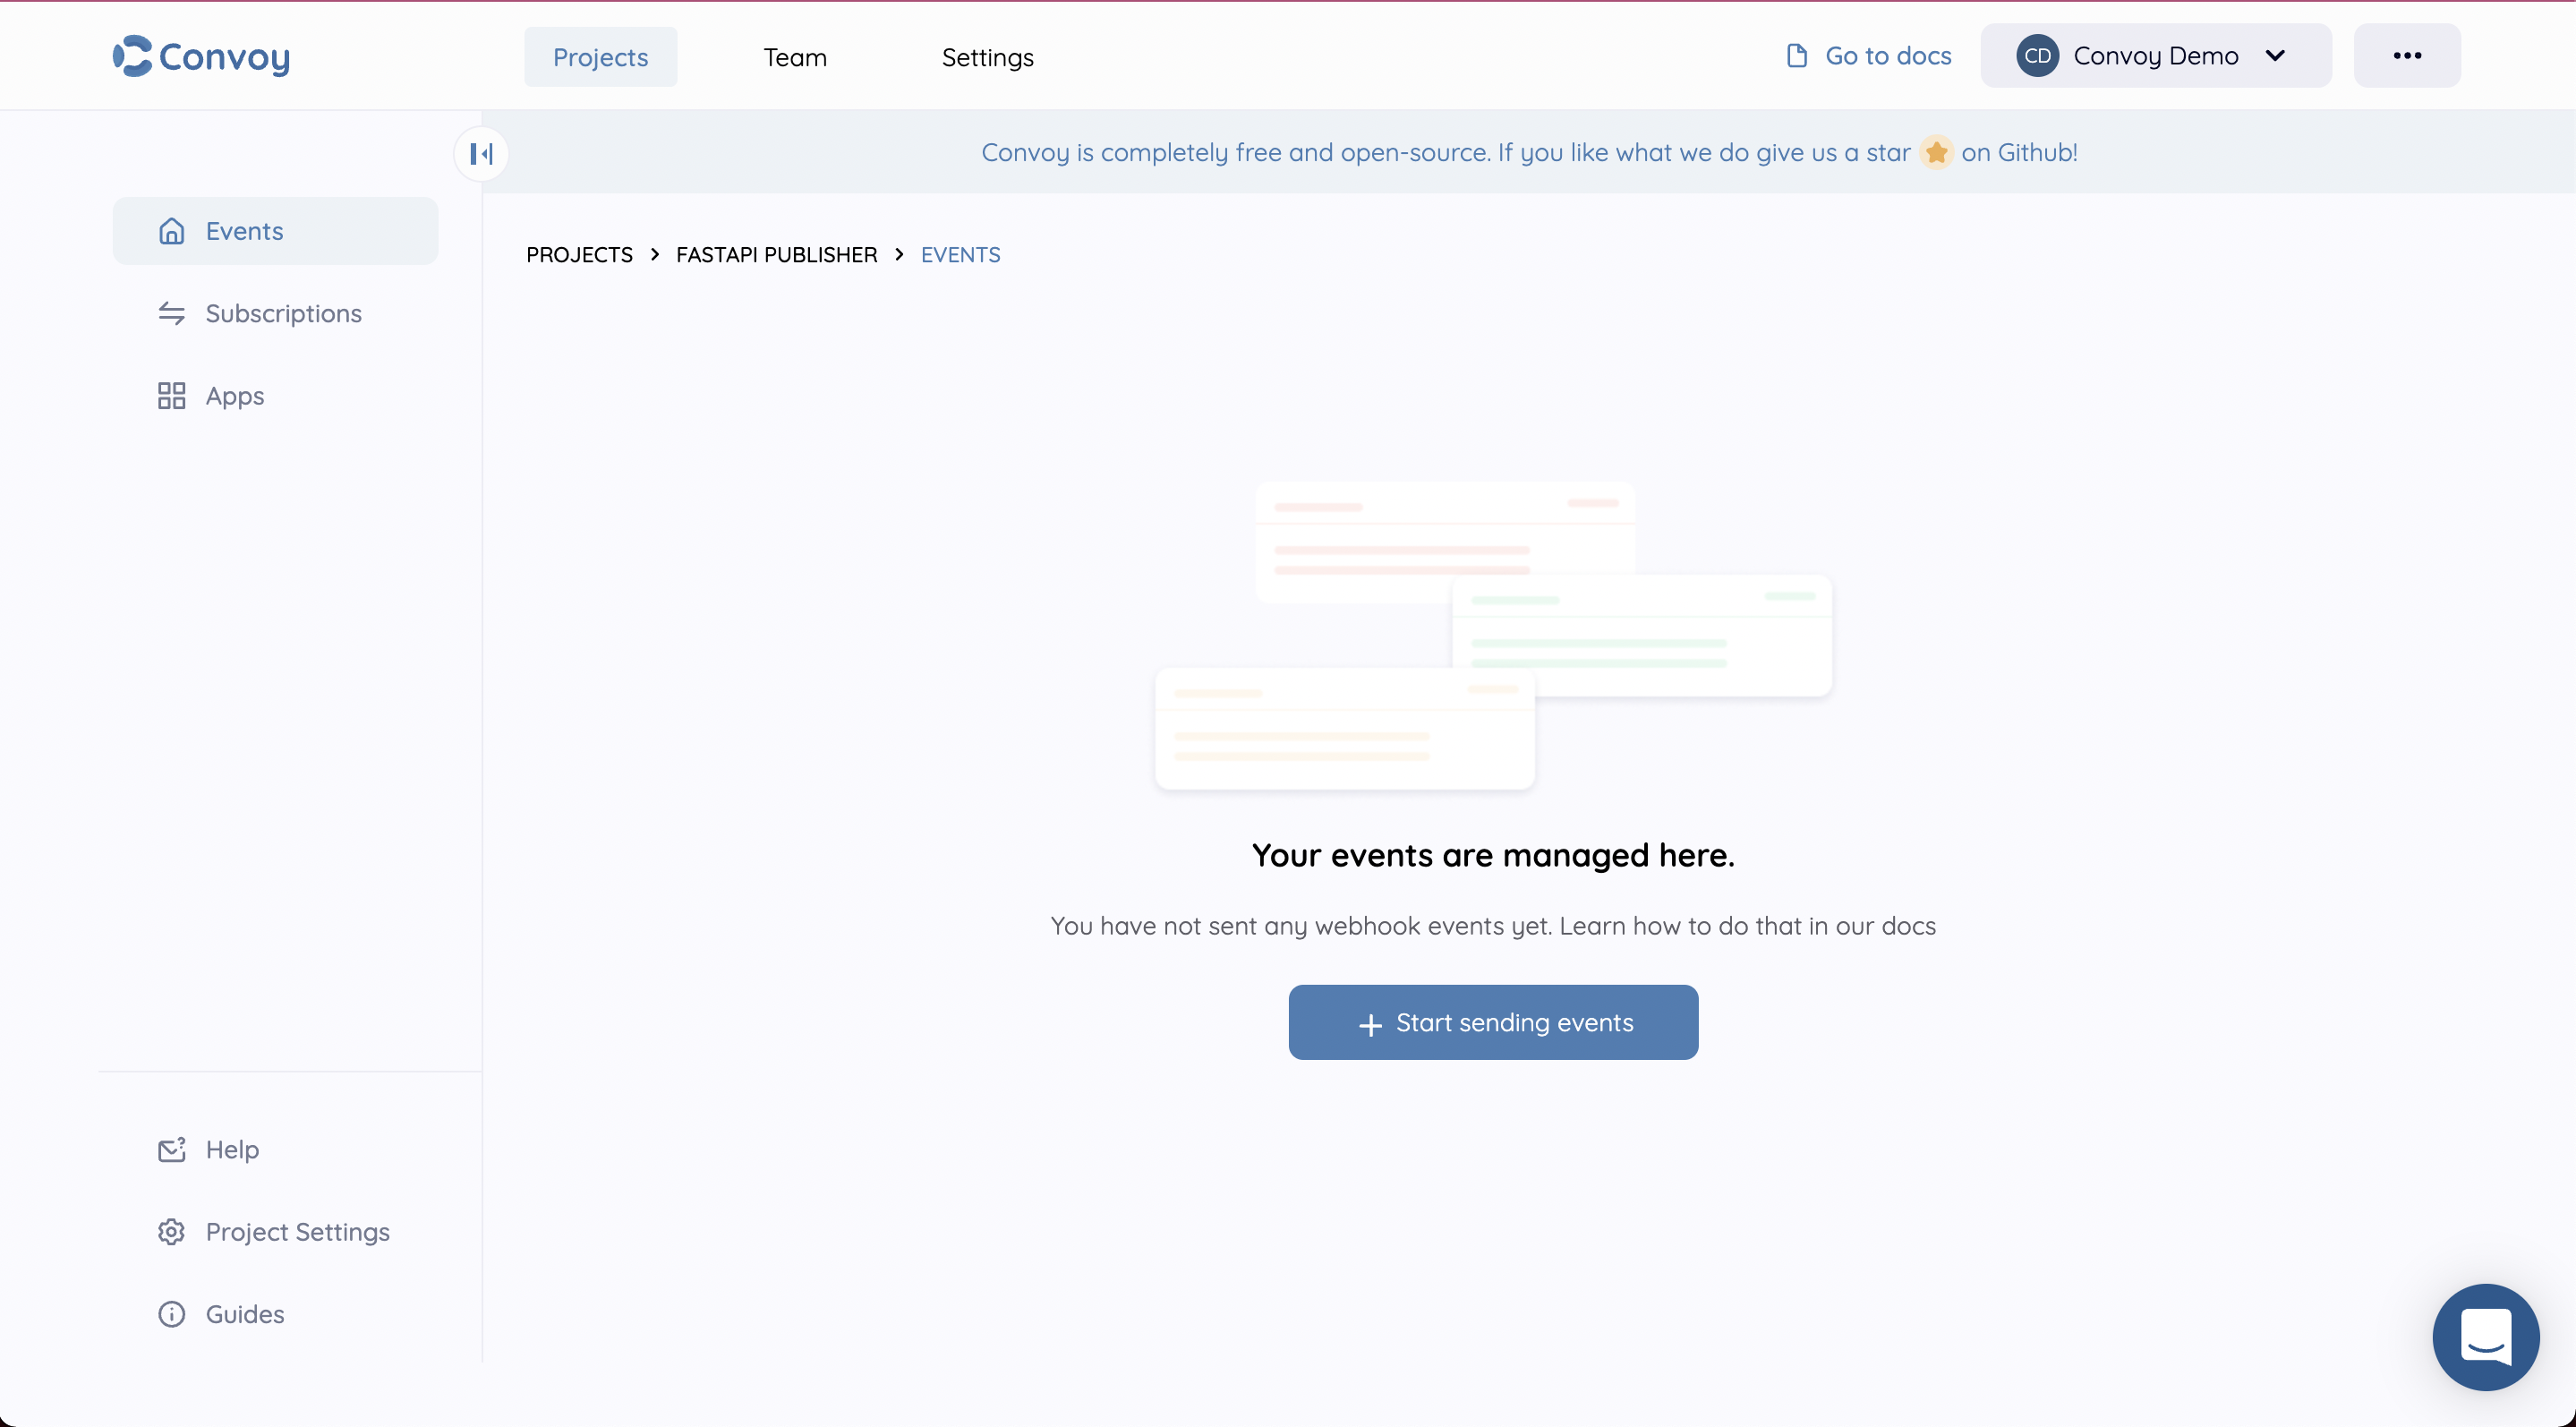 Convoy
Projects
Team
Settings
Go to docs
CD
Convoy Demo
Convoy is completely free and open-source. If you like what we do give us a star on Github!
Events
Subscriptions
Apps
PROJECTS > FASTAPI PUBLISHER > EVENTS
Your events are managed here.
You have not sent any webhook events yet. Learn how to do that in our docs
+ Start sending events
Help
Project Settings
Guides